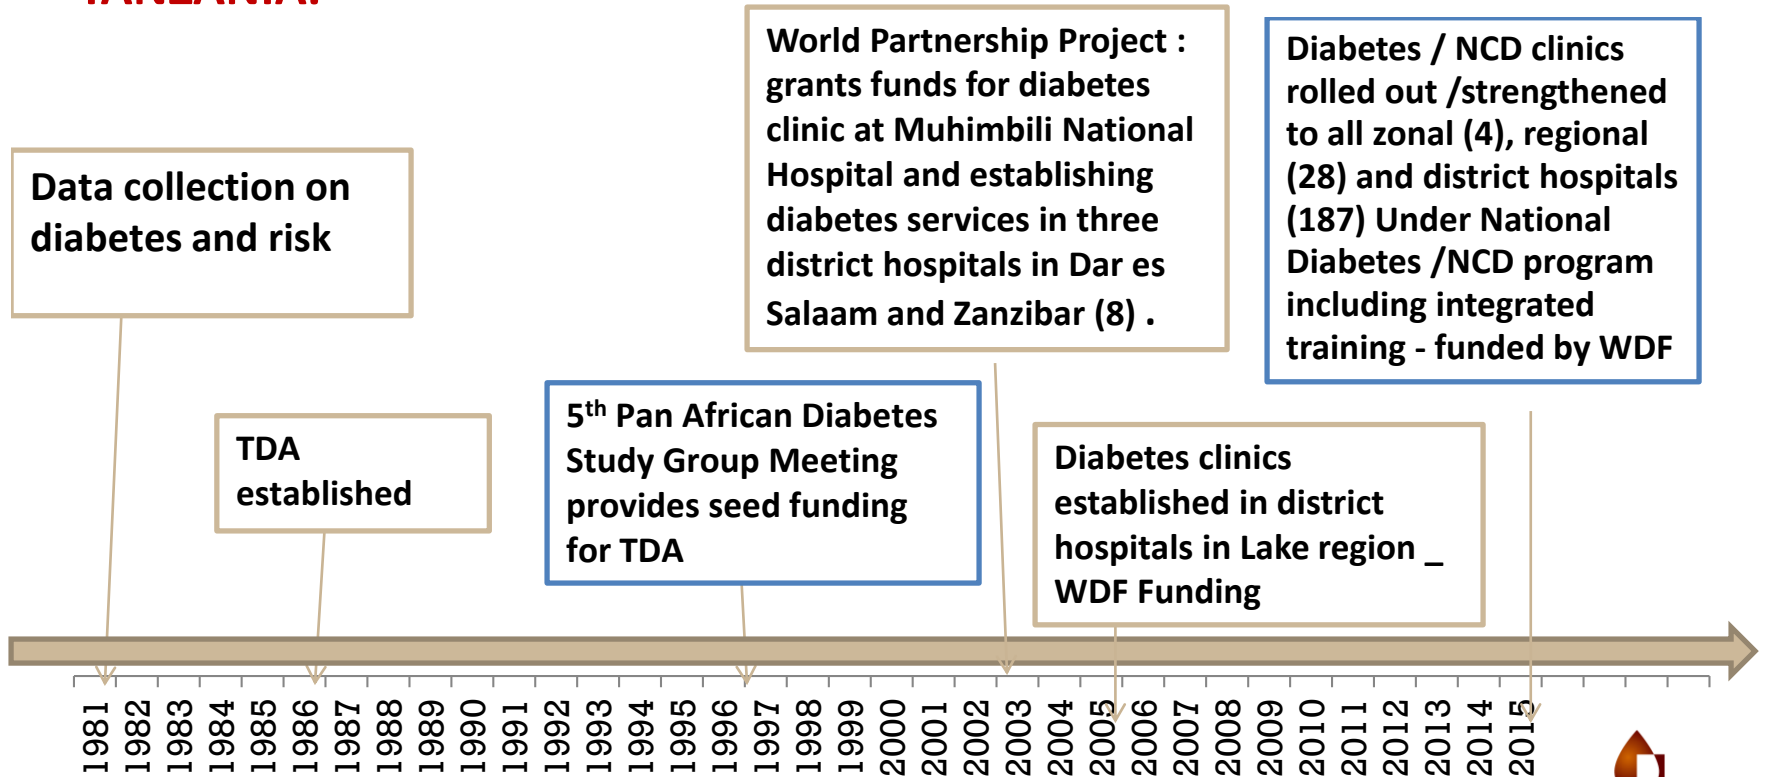 TANZANIA:
Data collection on
diabetes and risk
TDA
established
5th Pan African Diabetes
Study Group Meeting
provides seed funding
for TDA
World Partnership Project :
grants funds for diabetes
clinic at Muhimbili National
Hospital and establishing
diabetes services in three
district hospitals in Dar es
Salaam and Zanzibar (8) .
Diabetes clinics
established in district
hospitals in Lake region _
WDF Funding
Diabetes / NCD clinics
rolled out /strengthened
to all zonal (4), regional
(28) and district hospitals
(187) Under National
Diabetes /NCD program
including integrated
training - funded by WDF
1981
1982
1983
1984
1985
1986
1987
1988
1989
1990
1991
1992
1993
1994
1995
1996
1997
1998
1999
2000
2001
2002
2003
2004
2005
2006
2007
2008
2009
2010
2011
2012
2013
2014
2015